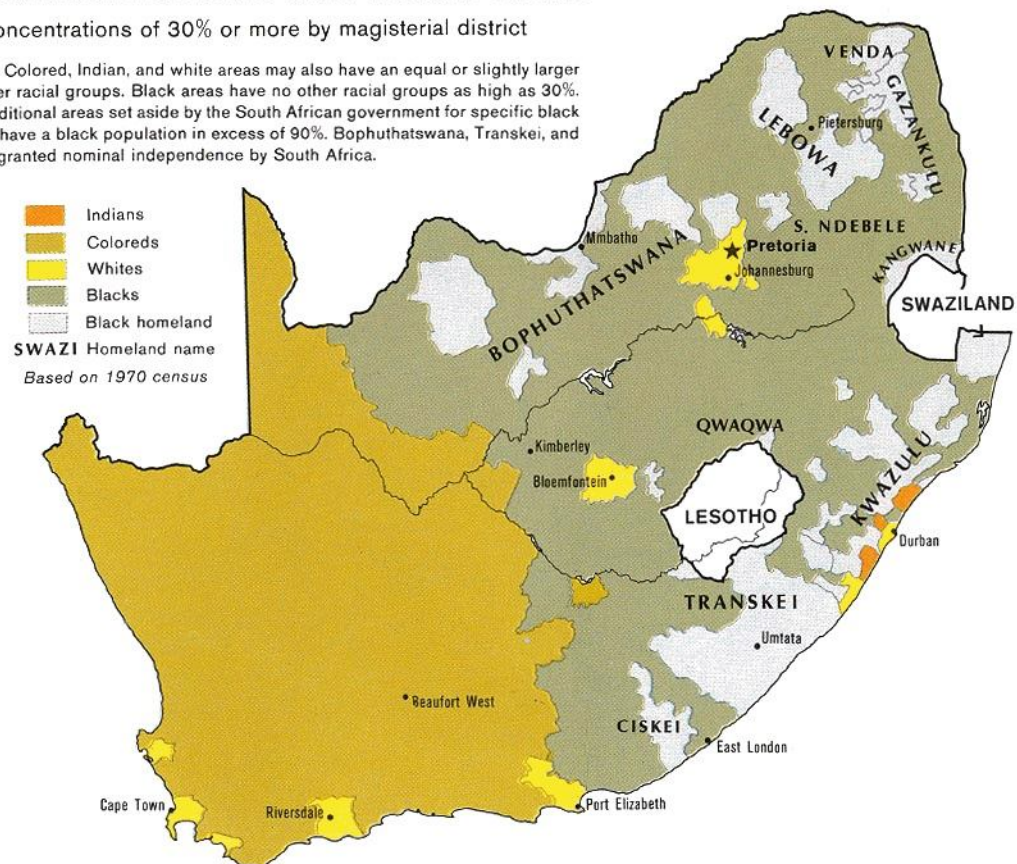 oncentrations of 30% or more by magisterial district
Colored, Indian, and white areas may also have an equal or slightly larger
er racial groups. Black areas have no other racial groups as high as 30%.
ditional areas set aside by the South African government for specific black
have a black population in excess of 90%. Bophuthatswana, Transkei, and
granted nominal independence by South Africa.
Indians
Coloreds
Whites
Blacks
Black homeland
SWAZI Homeland name
Based on 1970 census
VENDA
GAZANKULU
LEBOWA
Pietersburg
S. NDEBELE
Mmbatho
Pretoria
Johannesburg
KANGWANE
BOPHUTHATSWANA
SWAZILAND
QWAQWA
Kimberley
Bloemfontein
KWAZULU
LESOTHO
Durban
TRANSKEI
Umtata
Beaufort West
CISKEI
East London
Cape Town
Riversdale
Port Elizabeth